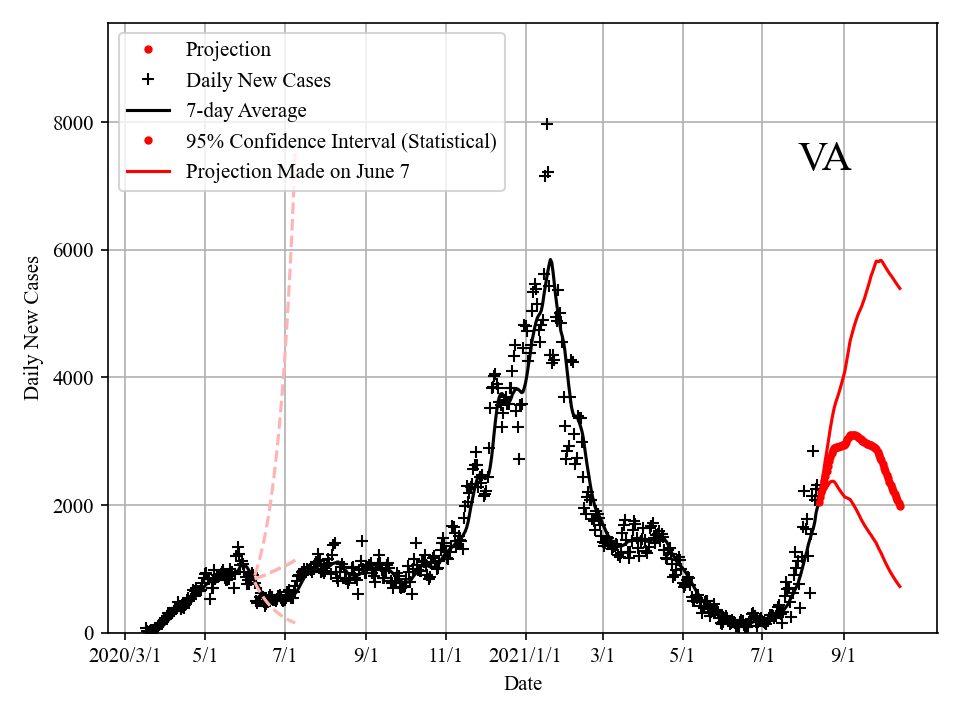 Projection
Daily New Cases
7-day Average
95% Confidence Interval (Statistical)
Projection Made on June 7
VA
8000
6000
4000
2000
0
Daily New Cases
2020/3/1 5/1 7/1 9/1 11/1 2021/1/1 3/1 5/1 7/1 9/1
Date